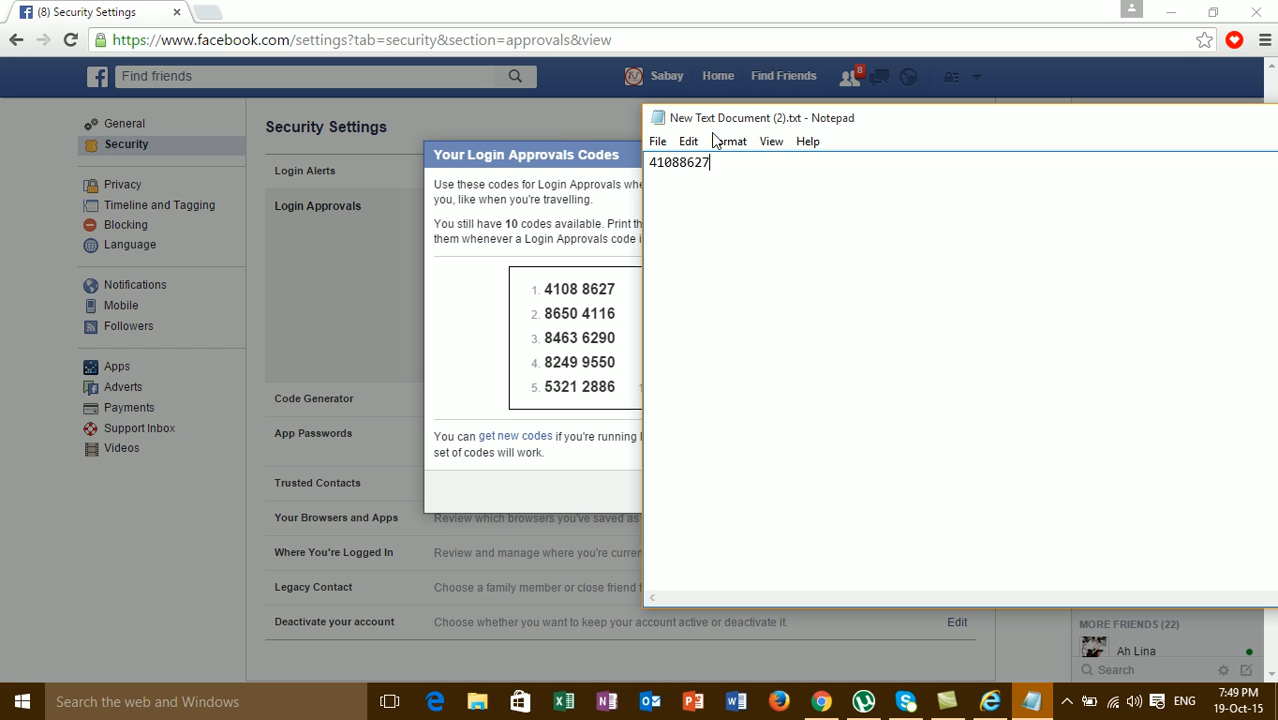 (8) Security Settings
https://www.facebook.com/settings?tab=security&section=approvals&view
Find friends
Sabay
Home
Find Friends
8
General
Security
Privacy
Timeline and Tagging
Blocking
Language
Notifications
Mobile
Followers
Apps
Adverts
Payments
Support Inbox
Videos
Security Settings
Login Alerts
Login Approvals
Code Generator
App Passwords
Trusted Contacts
Your Browsers and Apps
Review which browsers you've saved as
Where You're Logged In
Review and manage where you're curren
Legacy Contact
Choose a family member or close friend t
Deactivate your account
Choose whether you want to keep your account active or deactivate it.
Edit
Your Login Approvals Codes
Use these codes for Login Approvals whe
you, like when you're travelling.
You still have 10 codes available. Print th
them whenever a Login Approvals code i
1. 4108 8627
2. 8650 4116
3. 8463 6290
4. 8249 9550
5. 5321 2886
You can get new codes if you're running l
set of codes will work.
New Text Document (2).txt - Notepad
File Edit Format View Help
41088627
MORE FRIENDS (22)
Ah Lina
Search
Search the web and Windows
ENG
7:49 PM
19-Oct-15